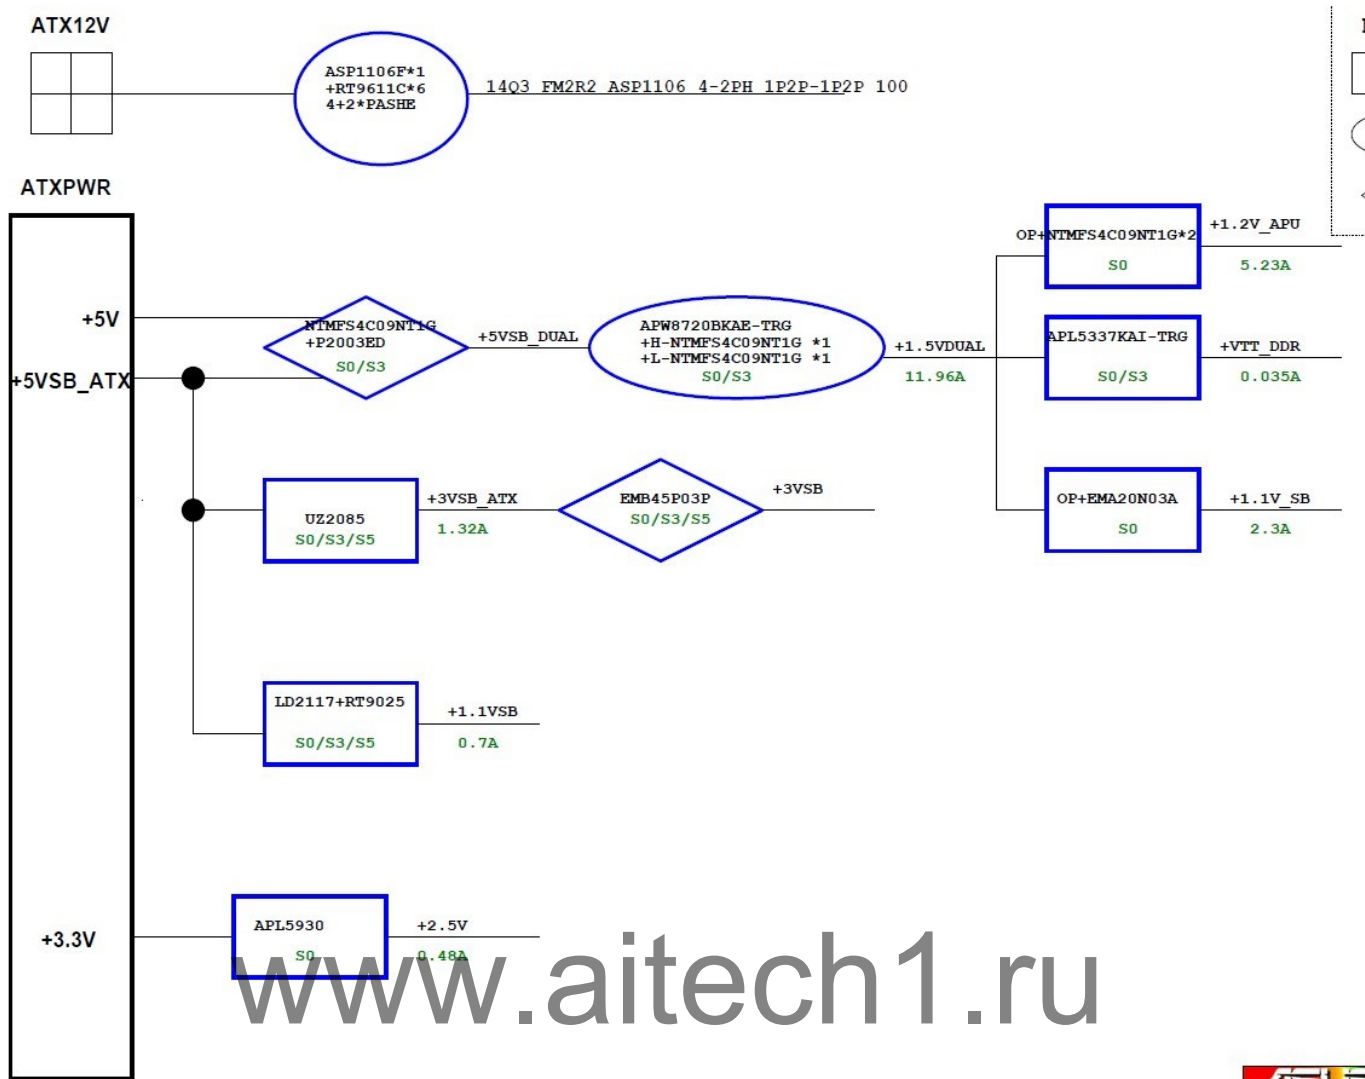 ATX12V
ASP1106F*1
+RT9611C*6
4+2*PASHE
14Q3 FM2R2 ASP1106 4-2PH 1P2P-1P2P 100
ATXPWR
+5V
+5VSB_ATX
+3.3V
NTMFS4C09NT1G
+P2003ED
S0/S3
+5VSB_DUAL
APW8720BKAE-TRG
+H-NTMFS4C09NT1G *1
+L-NTMFS4C09NT1G *1
S0/S3
+1.5VDUAL
11.96A
OP+NTMFS4C09NT1G*2
S0
+1.2V_APU
5.23A
APL5337KAI-TRG
S0/S3
+VTT_DDR
0.035A
OP+EMA20N03A
S0
+1.1V_SB
2.3A
UZ2085
S0/S3/S5
+3VSB_ATX
1.32A
EMB45P03P
S0/S3/S5
+3VSB
LD2117+RT9025
S0/S3/S5
+1.1VSB
0.7A
APL5930
S0
+2.5V
0.48A
www.aitech1.ru